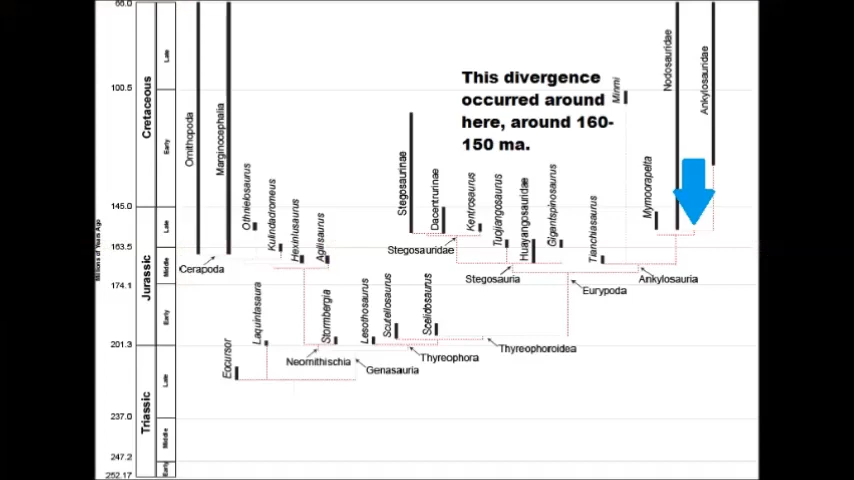 66.0
100.5
145.0
163.5
174.1
201.3
237.0
247.2
252.17
Millions of Years Ago
Cretaceous
Jurassic
Triassic
Late
Early
Late
Middle
Early
Late
Middle
Early
This divergence
occurred around
here, around 160-
150 ma.
Ornithopoda
Marginocephalia
Othnielosaurus
Kulindadromeus
Hexinlusaurus
Agilisaurus
Stegosaurinae
Dacentrurinae
Kentrosaurus
Tuojiangosaurus
Huayangosauridae
Gigantspinosaurus
Tianchiasaurus
Minmi
Mymoorapelta
Nodosauridae
Ankylosauridae
Cerapoda
Stegosauridae
Stegosauria
Ankylosauria
Eurypoda
Eocursor
Laquintasaura
Stormbergia
Lesothosaurus
Scutellosaurus
Scelidosaurus
Neornithischia
Genasauria
Thyreophora
Thyreophoroidea